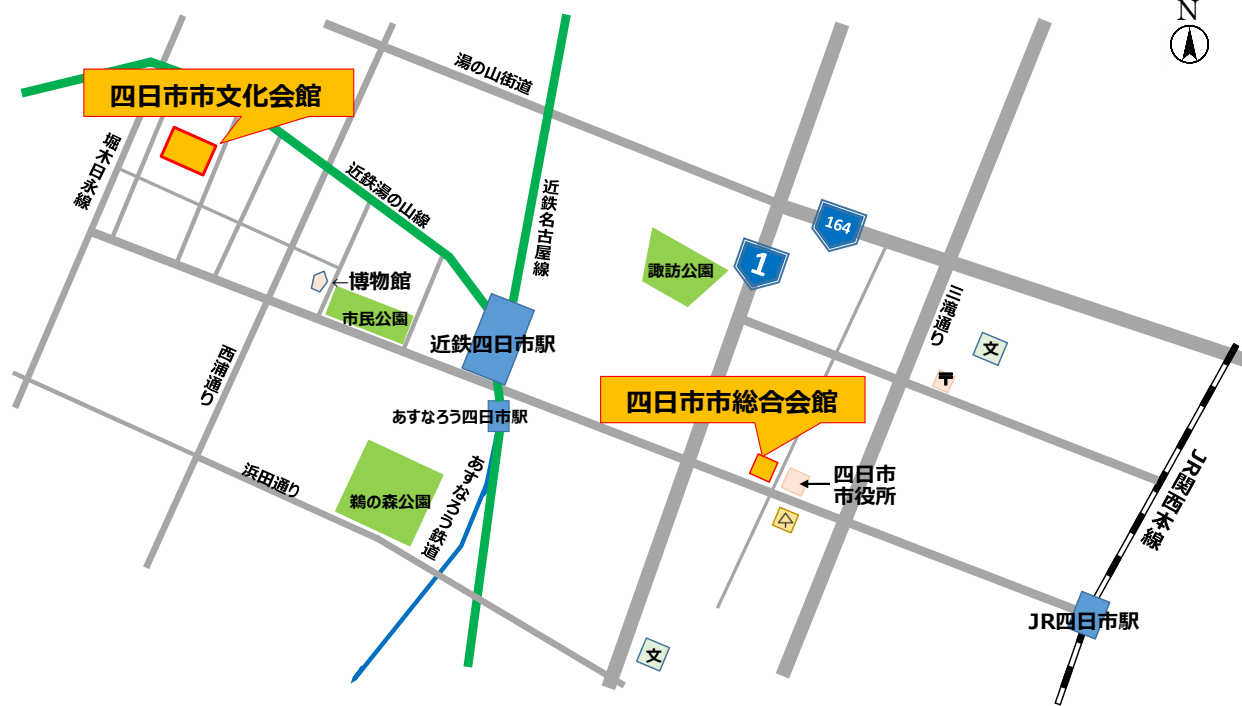 N
湯の山街道
四日市市文化会館
堀木日永線
近鉄湯の山線
近鉄名古屋線
164
1
諏訪公園
←博物館
市民公園
三滝通り
文
近鉄四日市駅
西浦通り
〒
四日市市総合会館
あすなろう四日市駅
浜田通り
鵜の森公園
あすなろう鉄道
四日市
市役所
JR関西本線
JR四日市駅
文